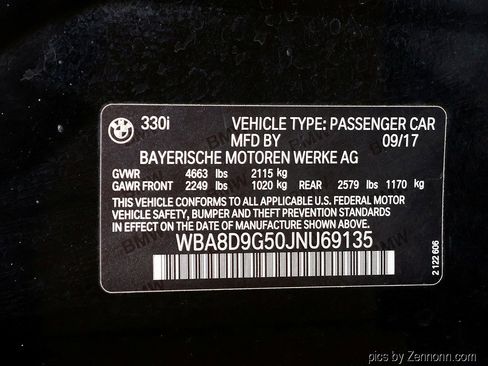 330i VEHICLE TYPE: PASSENGER CAR
MFD BY 09/17
BAYERISCHE MOTOREN WERKE AG
GVWR 4663 lbs 2115 kg
GAWR FRONT 2249 lbs 1020 kg REAR 2579 lbs 1170 kg
THIS VEHICLE CONFORMS TO ALL APPLICABLE U.S. FEDERAL MOTOR
VEHICLE SAFETY, BUMPER AND THEFT PREVENTION STANDARDS
IN EFFECT ON THE DATE OF MANUFACTURE SHOWN ABOVE.
WBA8D9G50JNU69135
2 122 606
pics by Zennonn.com